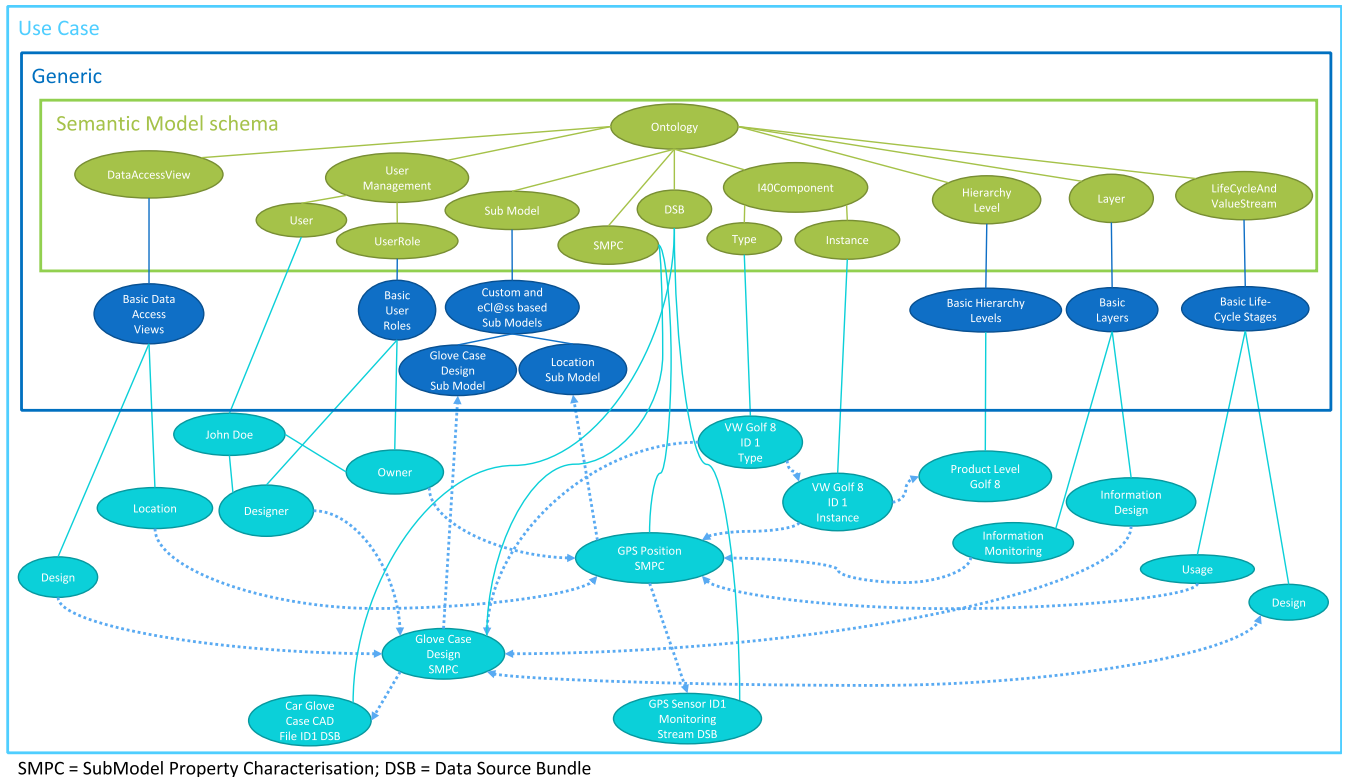 Use Case
Generic
Semantic Model schema
Ontology
DataAccessView
User
Management
I40Component
Hierarchy
Level
Layer
LifeCycleAnd
ValueStream
User
Sub Model
DSB
UserRole
SMPC
Type
Instance
Basic Data
Access
Views
Basic
User
Roles
Custom and
eCl@ss based
Sub Models
Basic Hierarchy
Levels
Basic
Layers
Basic Life-
Cycle Stages
Glove Case
Design
Sub Model
Location
Sub Model
John Doe
VW Golf 8
ID 1
Type
Owner
Product Level
Golf 8
Location
Designer
VW Golf 8
ID 1
Instance
Information
Design
Information
Monitoring
GPS Position
SMPC
Design
Usage
Design
Glove Case
Design
SMPC
Car Glove
Case CAD
File ID1 DSB
GPS Sensor ID1
Monitoring
Stream DSB
SMPC = SubModel Property Characterisation; DSB = Data Source Bundle